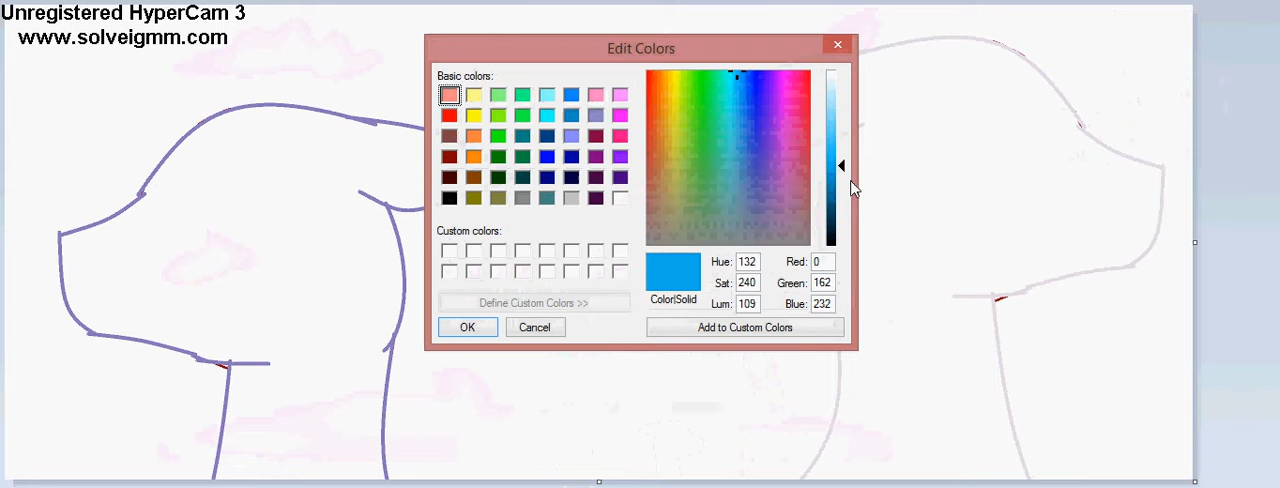 Unregistered HyperCam 3
www.solveigmm.com
Edit Colors
Basic colors:
Custom colors:
Define Custom Colors >>
OK
Cancel
Color|Solid
Hue: 132
Sat: 240
Lum: 109
Red: 0
Green: 162
Blue: 232
Add to Custom Colors